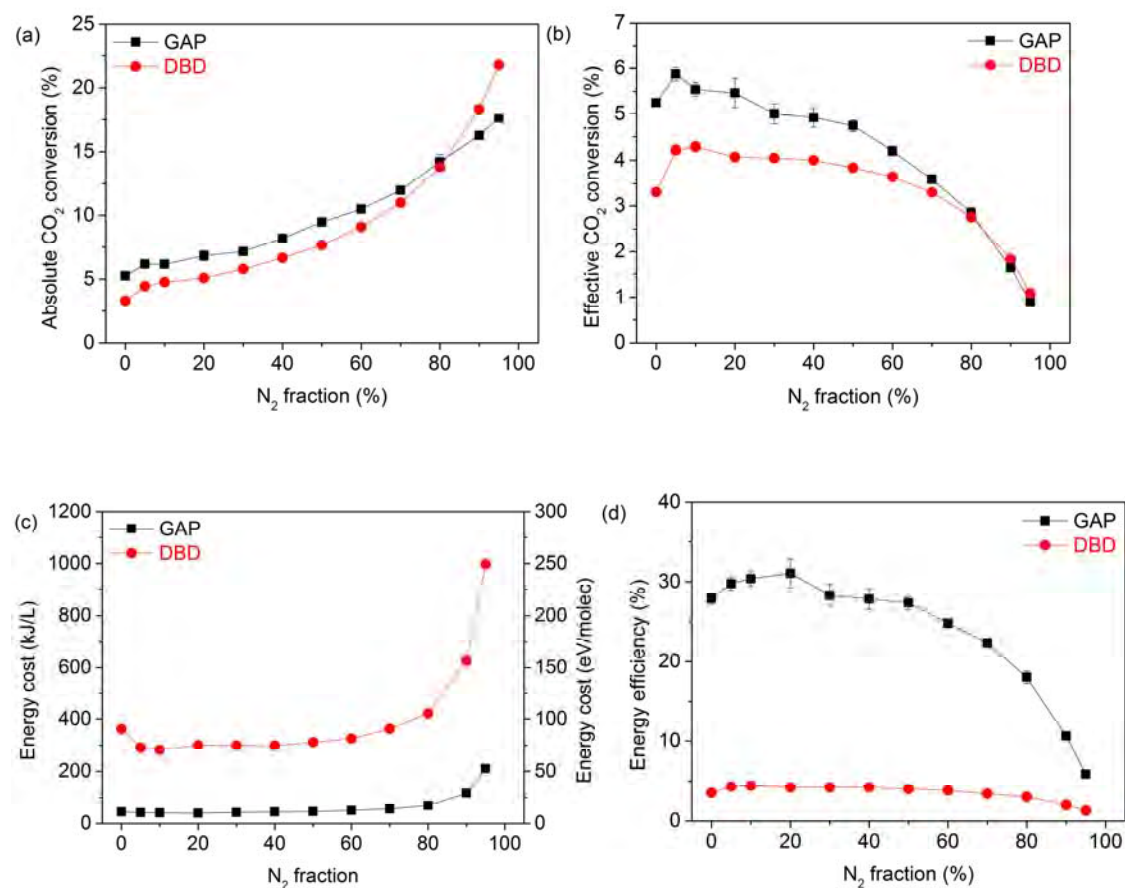 (a)
GAP
DBD
Absolute CO₂ conversion (%)
25
20
15
10
5
0
0 20 40 60 80 100
N₂ fraction (%)
(b)
GAP
DBD
Effective CO₂ conversion (%)
7
6
5
4
3
2
1
0
0 20 40 60 80 100
N₂ fraction (%)
(c)
GAP
DBD
Energy cost (kJ/L)
1200
1000
800
600
400
200
0
Energy cost (eV/molec)
300
250
200
150
100
50
0
0 20 40 60 80 100
N₂ fraction
(d)
GAP
DBD
Energy efficiency (%)
40
30
20
10
0
0 20 40 60 80 100
N₂ fraction (%)